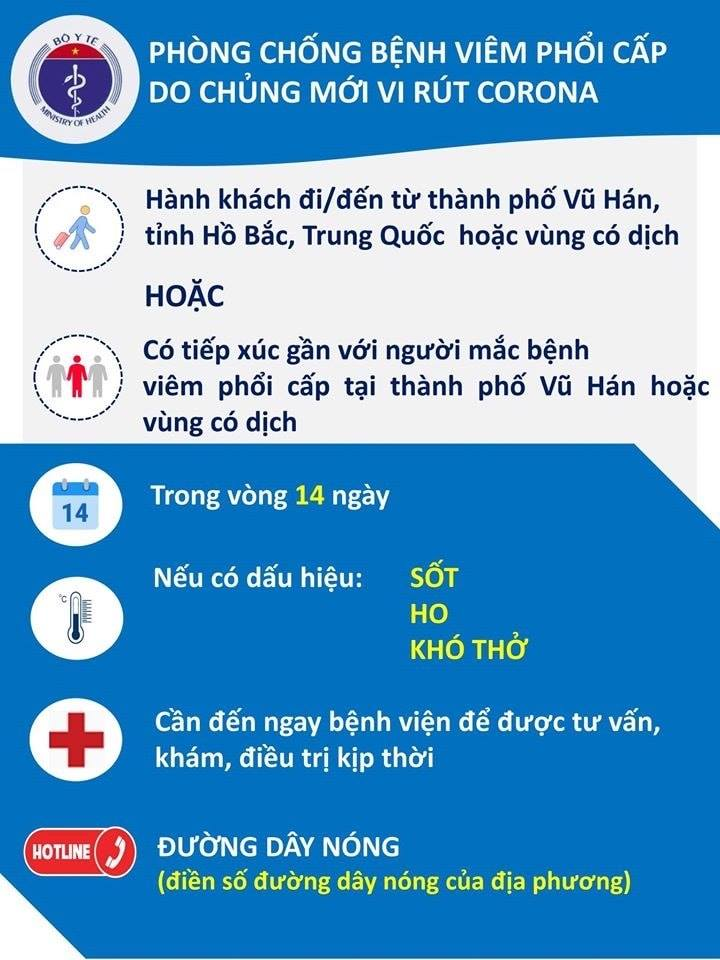 BỘ Y TẾ
MINISTRY OF HEALTH
PHÒNG CHỐNG BỆNH VIÊM PHỔI CẤP
DO CHỦNG MỚI VI RÚT CORONA
Hành khách đi/đến từ thành phố Vũ Hán,
tỉnh Hồ Bắc, Trung Quốc hoặc vùng có dịch
HOẶC
Có tiếp xúc gần với người mắc bệnh
viêm phổi cấp tại thành phố Vũ Hán hoặc
vùng có dịch
14
Trong vòng 14 ngày
°C
Nếu có dấu hiệu: SỐT
HO
KHÓ THỞ
Cần đến ngay bệnh viện để được tư vấn,
khám, điều trị kịp thời
HOTLINE
ĐƯỜNG DÂY NÓNG
(điền số đường dây nóng của địa phương)